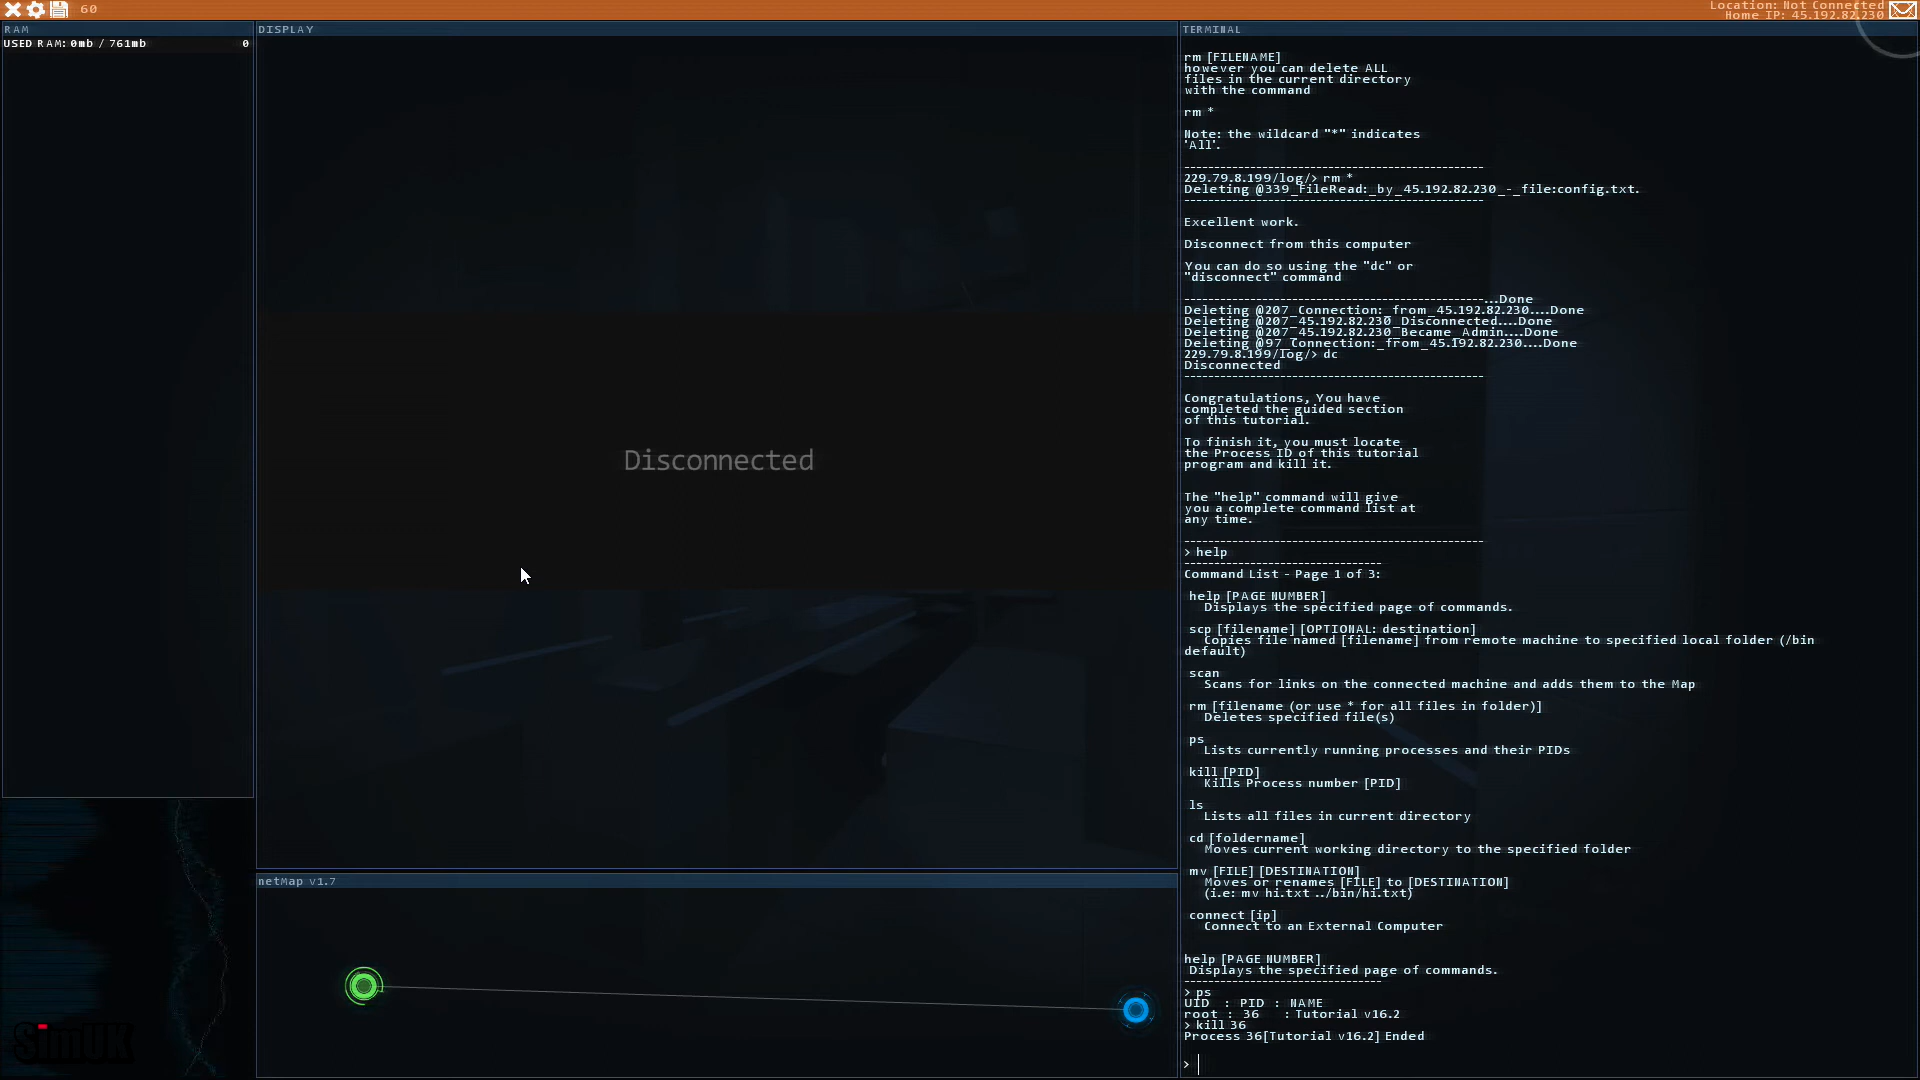 60
Location: Not Connected
Home IP: 45.192.82.230
RAM
USED RAM: 0mb / 761mb
0
DISPLAY
Disconnected
netMap v1.7
SimUK
TERMINAL
rm [FILENAME]
however you can delete ALL
files in the current directory
with the command
rm *
Note: the wildcard "*" indicates
'All'.
--------------------------------------------------
229.79.8.199/log/> rm *
Deleting @339_FileRead:_by_45.192.82.230_-_file:config.txt.
--------------------------------------------------
Excellent work.
Disconnect from this computer
You can do so using the "dc" or
"disconnect" command
--------------------------------------------------...Done
Deleting @207_Connection:_from_45.192.82.230....Done
Deleting @207_45.192.82.230_Disconnected....Done
Deleting @207_45.192.82.230_Became_Admin....Done
Deleting @97_Connection:_from_45.192.82.230....Done
229.79.8.199/log/> dc
Disconnected
--------------------------------------------------
Congratulations, You have
completed the guided section
of this tutorial.
To finish it, you must locate
the Process ID of this tutorial
program and kill it.
The "help" command will give
you a complete command list at
any time.
--------------------------------------------------
> help
---------------------------------
Command List - Page 1 of 3:
help [PAGE NUMBER]
Displays the specified page of commands.
scp [filename] [OPTIONAL: destination]
Copies file named [filename] from remote machine to specified local folder (/bin
default)
scan
Scans for links on the connected machine and adds them to the Map
rm [filename (or use * for all files in folder)]
Deletes specified file(s)
ps
Lists currently running processes and their PIDs
kill [PID]
Kills Process number [PID]
ls
Lists all files in current directory
cd [foldername]
Moves current working directory to the specified folder
mv [FILE] [DESTINATION]
Moves or renames [FILE] to [DESTINATION]
(i.e: mv hi.txt ../bin/hi.txt)
connect [ip]
Connect to an External Computer
help [PAGE NUMBER]
Displays the specified page of commands.
---------------------------------
> ps
UID : PID : NAME
root : 36 : Tutorial v16.2
> kill 36
Process 36[Tutorial v16.2] Ended
>